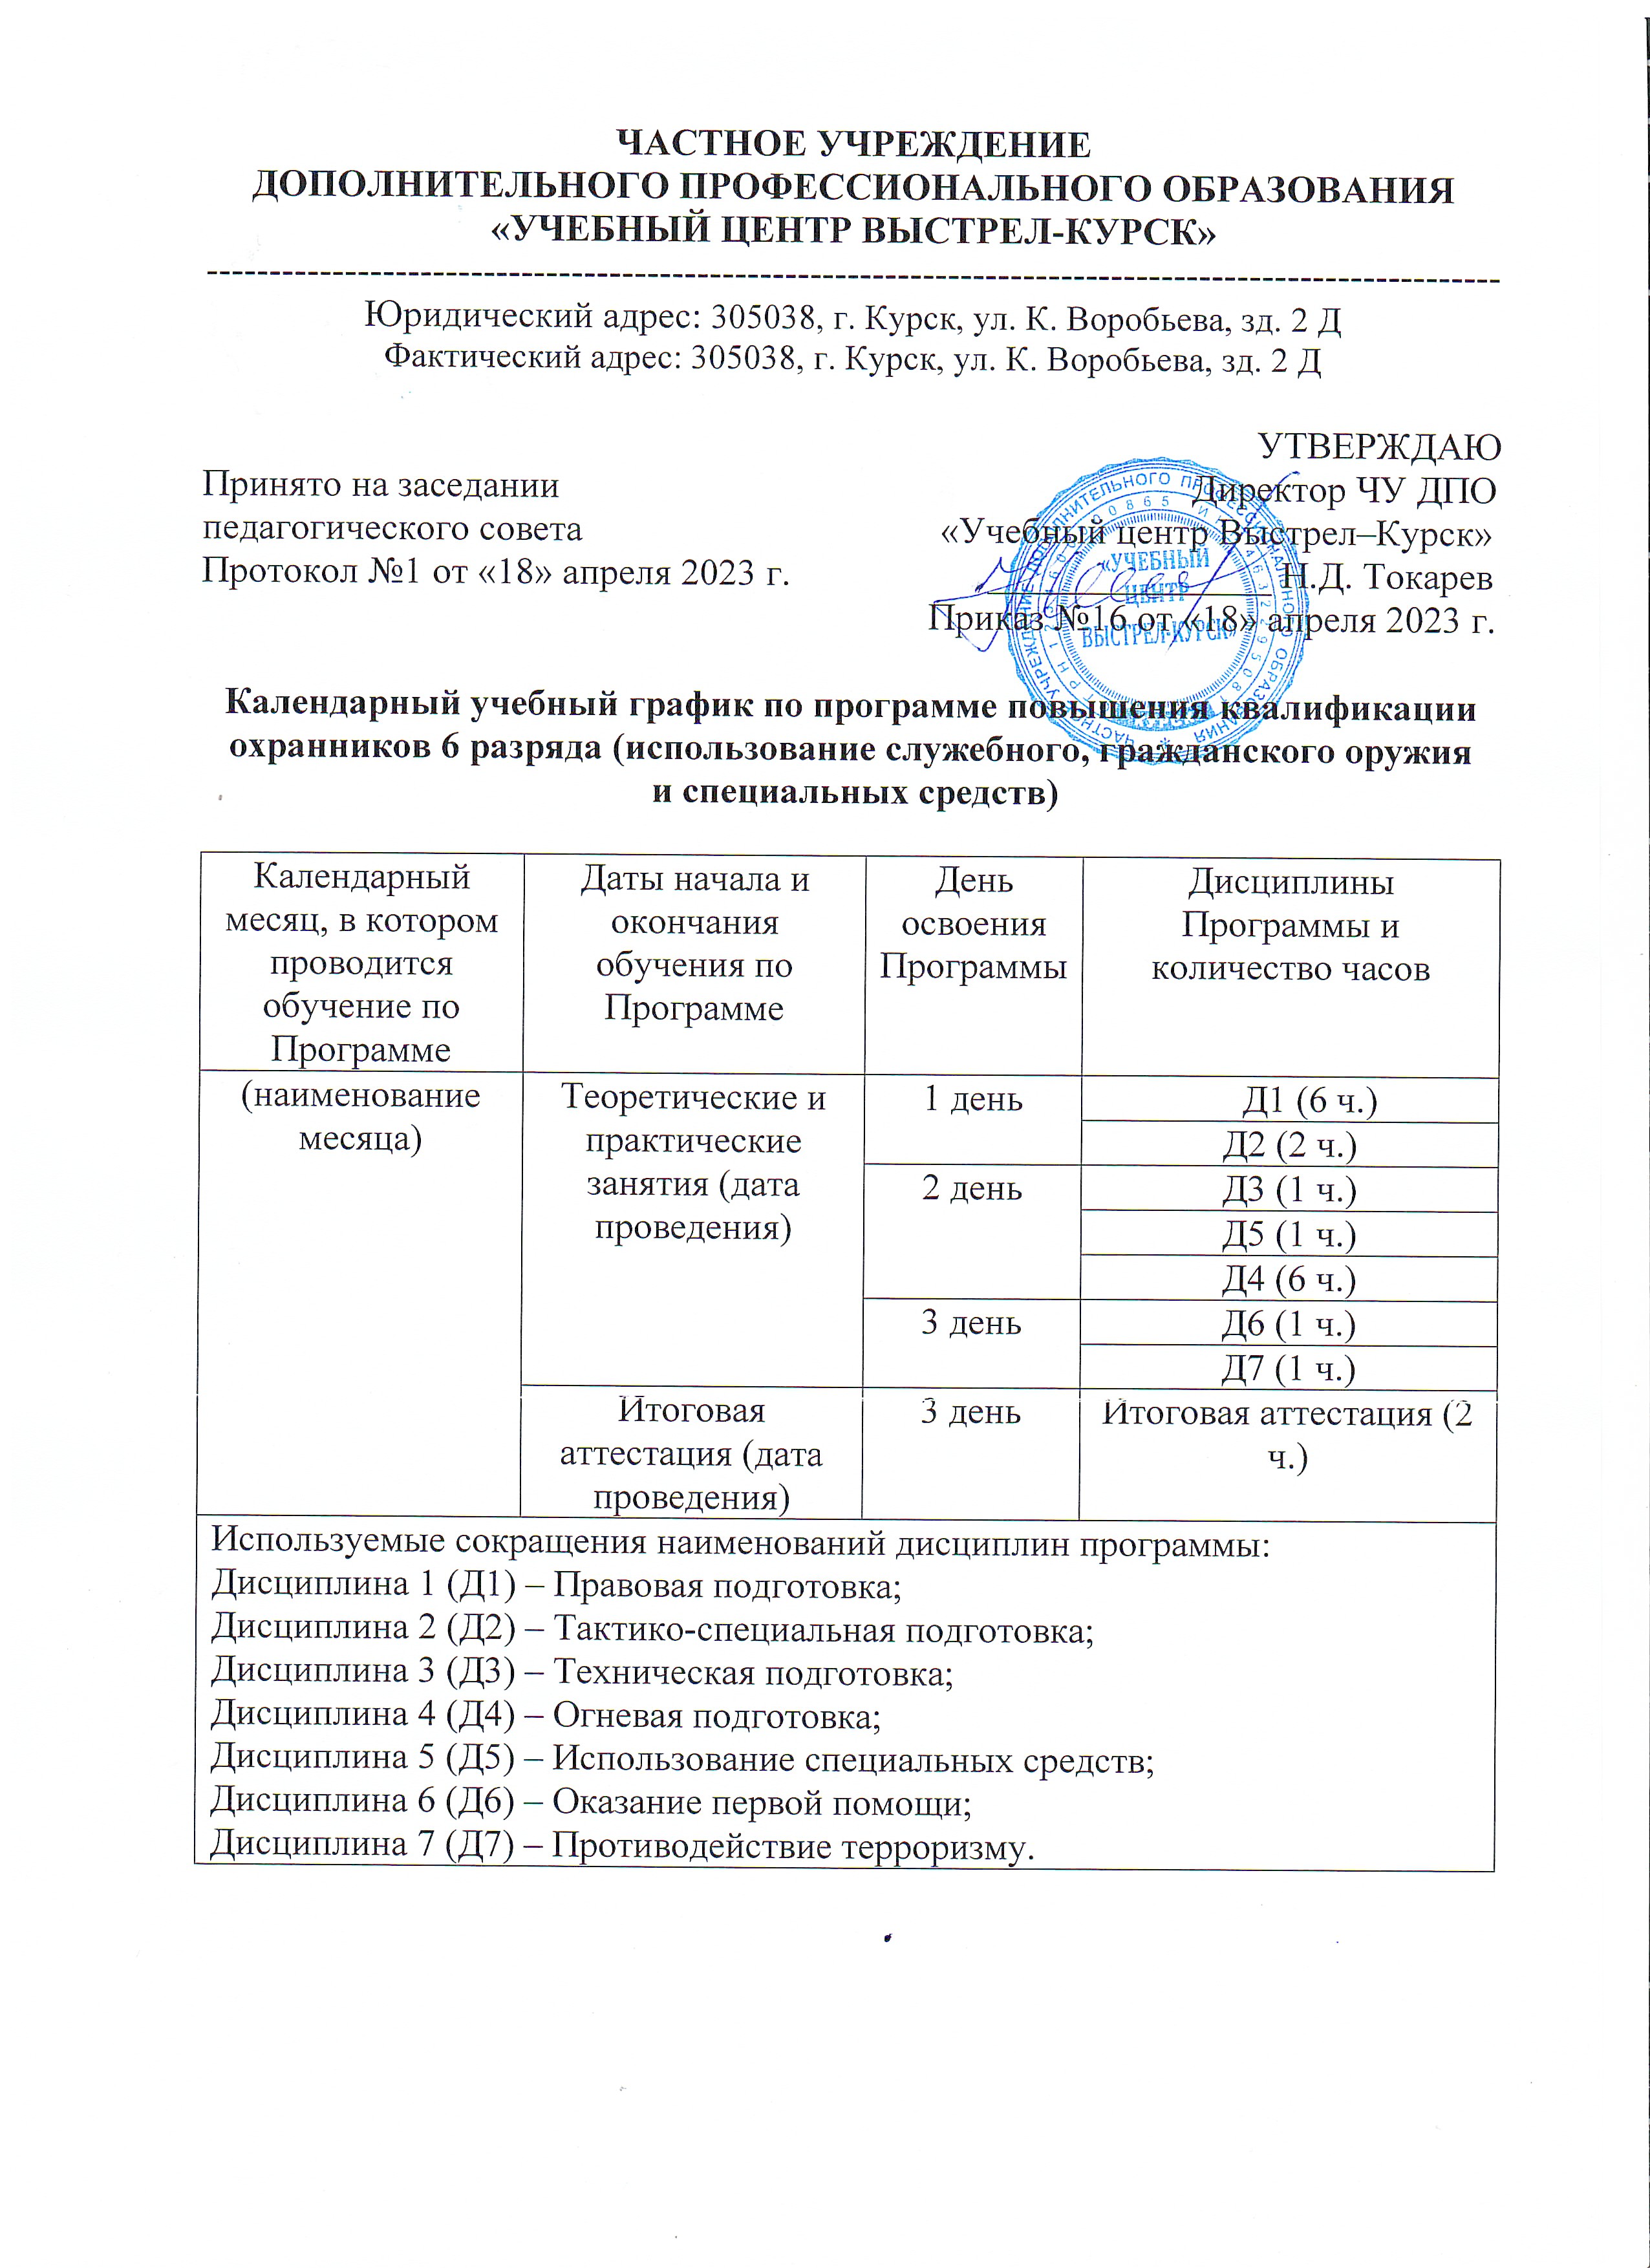 ЧАСТНОЕ УЧРЕЖДЕНИЕ
ДОПОЛНИТЕЛЬНОГО ПРОФЕССИОНАЛЬНОГО ОБРАЗОВАНИЯ
«УЧЕБНЫЙ ЦЕНТР ВЫСТРЕЛ-КУРСК»
Юридический адрес: 305038, г. Курск, ул. К. Воробьева, зд. 2 Д
Фактический адрес: 305038, г. Курск, ул. К. Воробьева, зд. 2 Д
УТВЕРЖДАЮ
Принято на заседании
Директор ЧУ ДПО
педагогического совета
«Учебный центр Выстрел–Курск»
Протокол №1 от «18» апреля 2023 г.
Н.Д. Токарев
Приказ №16 от «18» апреля 2023 г.
«УЧЕБНЫЙ
ЦЕНТР
ВЫСТРЕЛ-КУРСК»
ЧАСТНОЕ УЧРЕЖДЕНИЕ ДОПОЛНИТЕЛЬНОГО ПРОФЕССИОНАЛЬНОГО ОБРАЗОВАНИЯ
Календарный учебный график по программе повышения квалификации
охранников 6 разряда (использование служебного, гражданского оружия
и специальных средств)
Календарный
месяц, в котором
проводится
обучение по
Программе
Даты начала и
окончания
обучения по
Программе
День
освоения
Программы
Дисциплины
Программы и
количество часов
(наименование
месяца)
Теоретические и
практические
занятия (дата
проведения)
1 день
Д1 (6 ч.)
Д2 (2 ч.)
2 день
Д3 (1 ч.)
Д5 (1 ч.)
Д4 (6 ч.)
3 день
Д6 (1 ч.)
Д7 (1 ч.)
Итоговая
аттестация (дата
проведения)
3 день
Итоговая аттестация (2
ч.)
Используемые сокращения наименований дисциплин программы:
Дисциплина 1 (Д1) – Правовая подготовка;
Дисциплина 2 (Д2) – Тактико-специальная подготовка;
Дисциплина 3 (Д3) – Техническая подготовка;
Дисциплина 4 (Д4) – Огневая подготовка;
Дисциплина 5 (Д5) – Использование специальных средств;
Дисциплина 6 (Д6) – Оказание первой помощи;
Дисциплина 7 (Д7) – Противодействие терроризму.